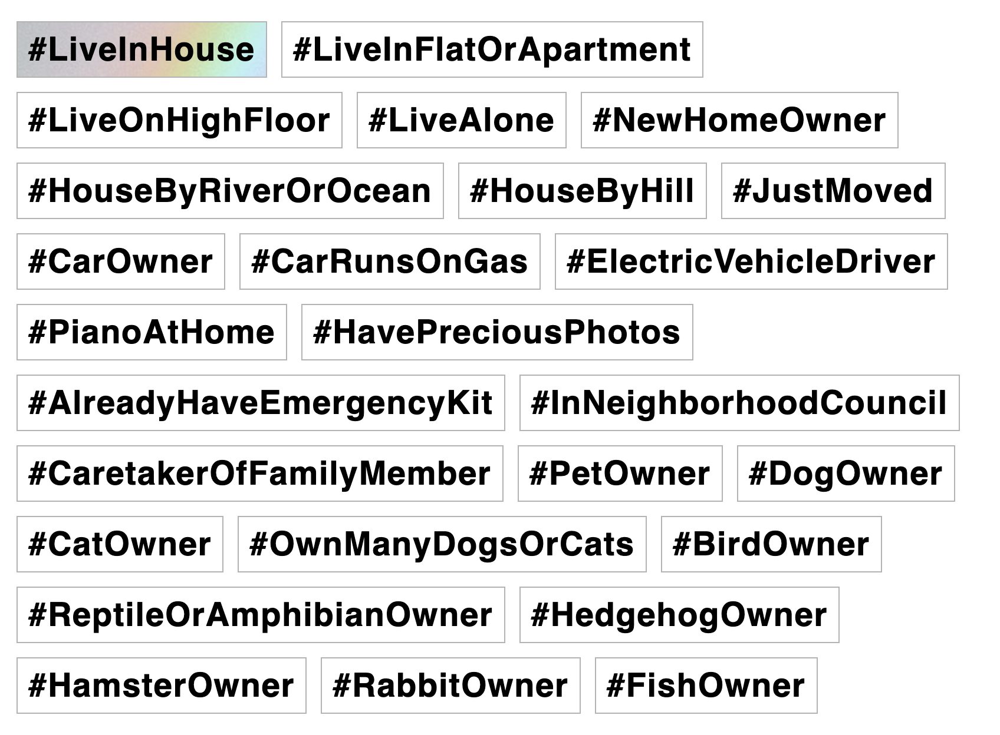 #LiveInHouse #LiveInFlatOrApartment
#LiveOnHighFloor #LiveAlone #NewHomeOwner
#HouseByRiverOrOcean #HouseByHill #JustMoved
#CarOwner #CarRunsOnGas #ElectricVehicleDriver
#PianoAtHome #HavePreciousPhotos
#AlreadyHaveEmergencyKit #InNeighborhoodCouncil
#CaretakerOfFamilyMember #PetOwner #DogOwner
#CatOwner #OwnManyDogsOrCats #BirdOwner
#ReptileOrAmphibianOwner #HedgehogOwner
#HamsterOwner #RabbitOwner #FishOwner